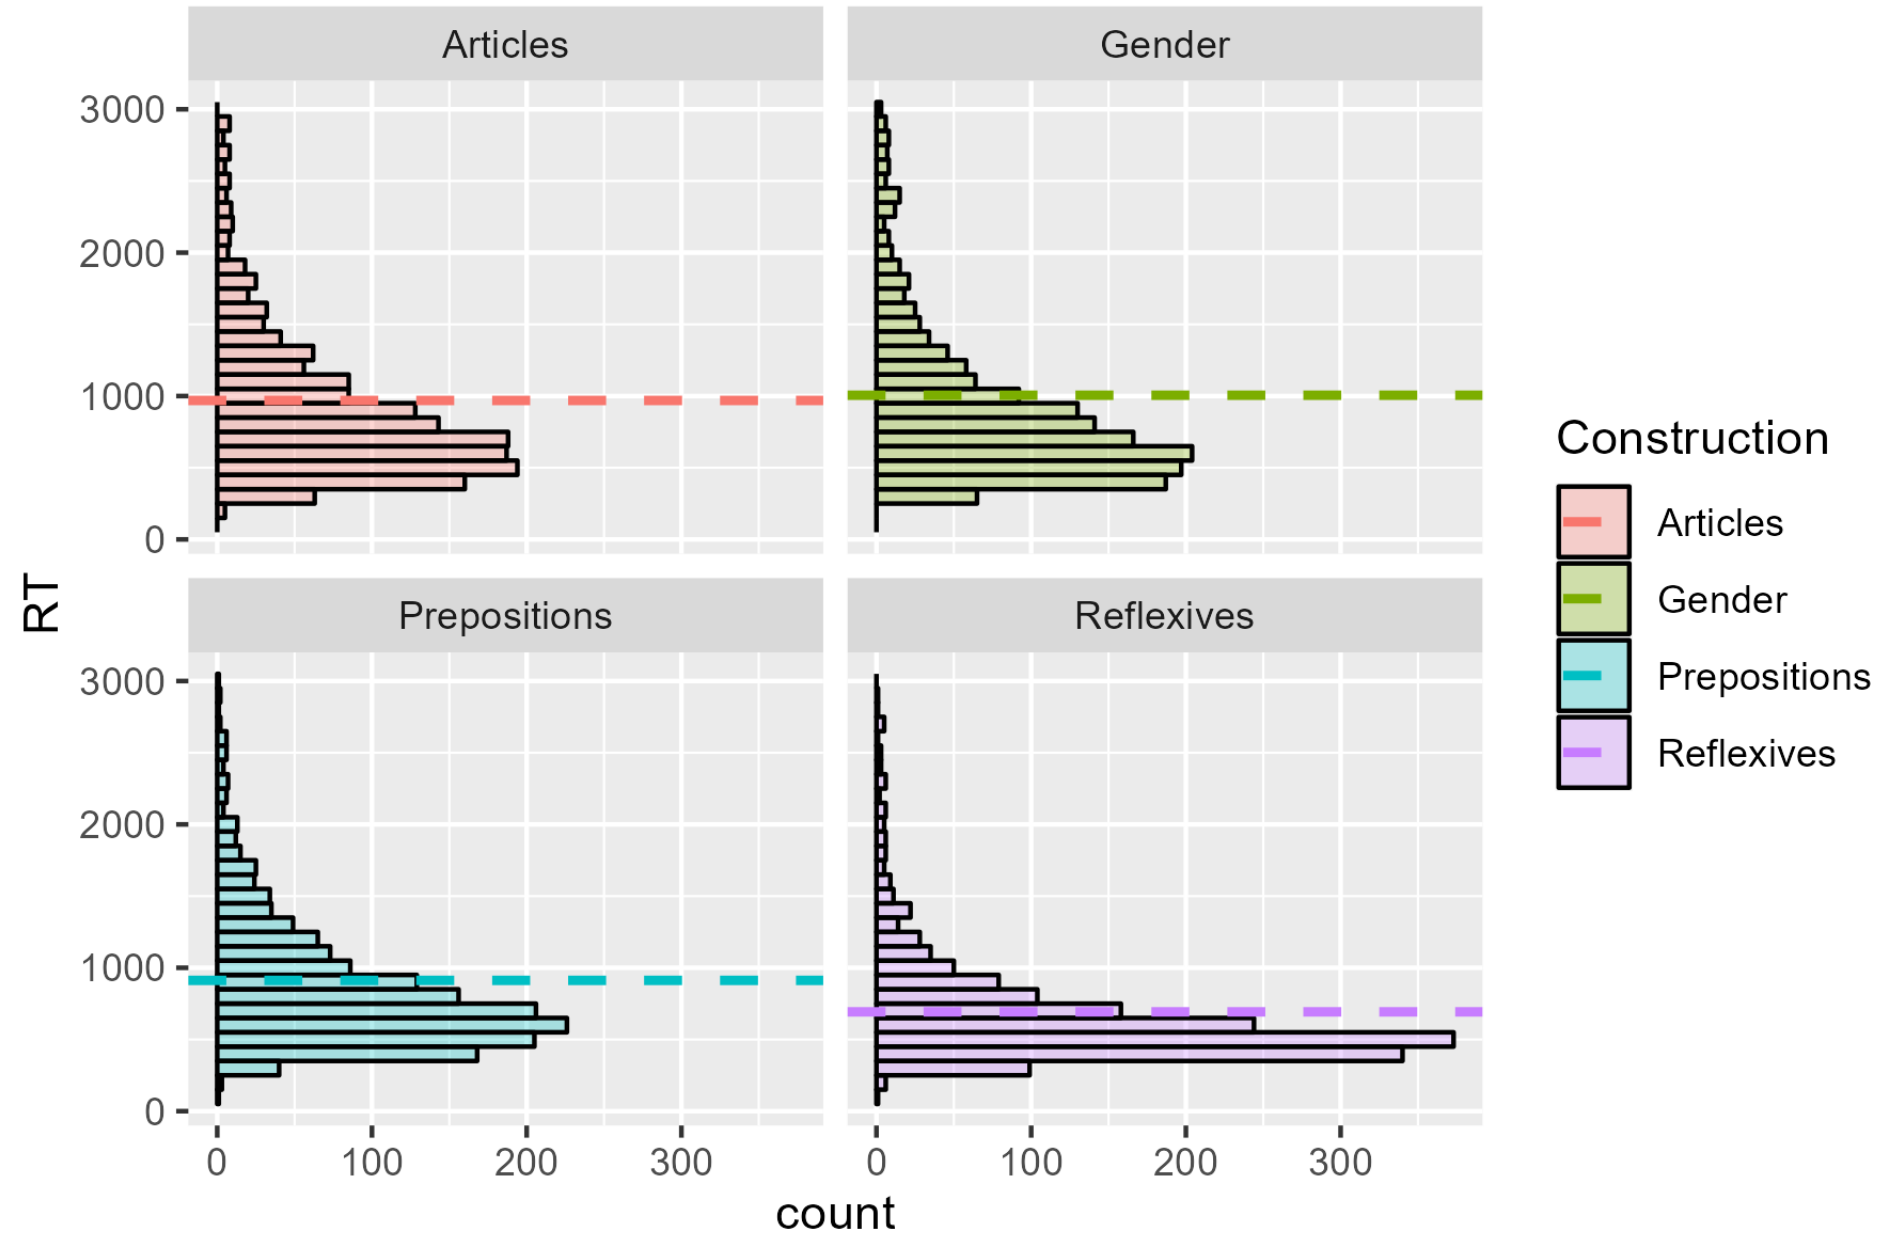 Articles
Gender
3000
2000
1000
0
RT
Prepositions
Reflexives
3000
2000
1000
0
0 100 200 300
0 100 200 300
count
Construction
Articles
Gender
Prepositions
Reflexives